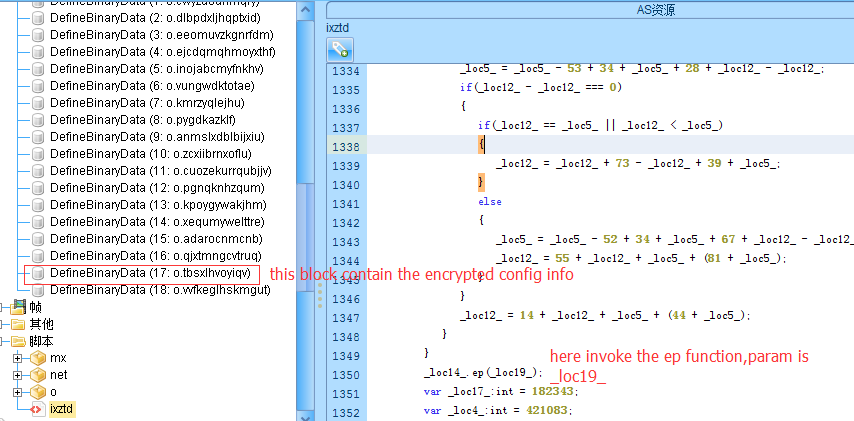 DefineBinaryData (2: o.dlbpdxljhqptxid)
DefineBinaryData (3: o.eeomuvzkgnrfdm)
DefineBinaryData (4: o.ejcdqmqhmoyxthf)
DefineBinaryData (5: o.inojabcmyfnkhv)
DefineBinaryData (6: o.vungwdktotae)
DefineBinaryData (7: o.kmrzyqlejhu)
DefineBinaryData (8: o.pygdkazklf)
DefineBinaryData (9: o.anmslxdblbijxiu)
DefineBinaryData (10: o.zcxiibrnxoflu)
DefineBinaryData (11: o.cuozekurrqubjjv)
DefineBinaryData (12: o.pgnqknhzqum)
DefineBinaryData (13: o.kpoygywakjhm)
DefineBinaryData (14: o.xequmywelttre)
DefineBinaryData (15: o.adarocnmcnb)
DefineBinaryData (16: o.qjxtmngcvtruq)
DefineBinaryData (17: o.tbsxlhvoyiqv)
this block contain the encrypted config info
DefineBinaryData (18: o.vvfkeglhskmgut)
帧
其他
脚本
mx
net
o
ixztd
AS资源
ixztd
1334 _loc5_ = _loc5_ - 53 + 34 + _loc5_ + 28 + _loc12_ - _loc12_;
1335 if(_loc12_ - _loc12_ === 0)
1336 {
1337 if(_loc12_ == _loc5_ || _loc12_ < _loc5_)
1338 {
1339 _loc12_ = _loc12_ + 73 - _loc12_ + 39 + _loc5_;
1340 }
1341 else
1342 {
1343 _loc5_ = _loc5_ - 52 + 34 + _loc5_ + 67 + _loc12_ - _loc12_
1344 _loc12_ = 55 + _loc12_ + _loc5_ + (81 + _loc5_);
1345 }
1346 }
1347 _loc12_ = 14 + _loc12_ + _loc5_ + (44 + _loc5_);
1348 }
1349 }
1350 _loc14_.ep(_loc19_);
1351 var _loc17_:int = 182343;
1352 var _loc4_:int = 421083;
here invoke the ep function,param is
_loc19_